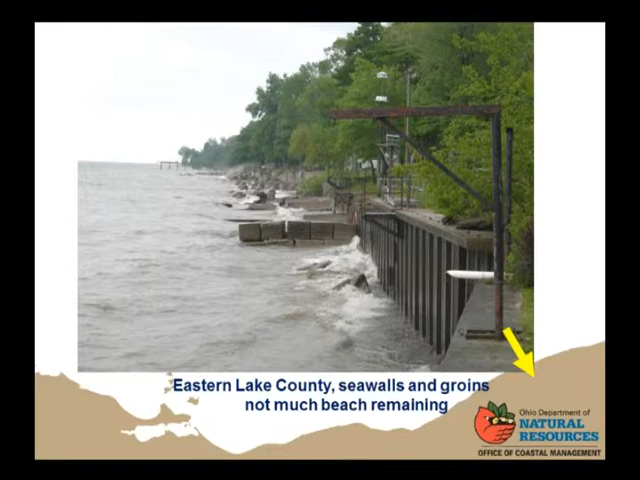 Eastern Lake County, seawalls and groins
not much beach remaining
Ohio Department of
NATURAL
RESOURCES
OFFICE OF COASTAL MANAGEMENT